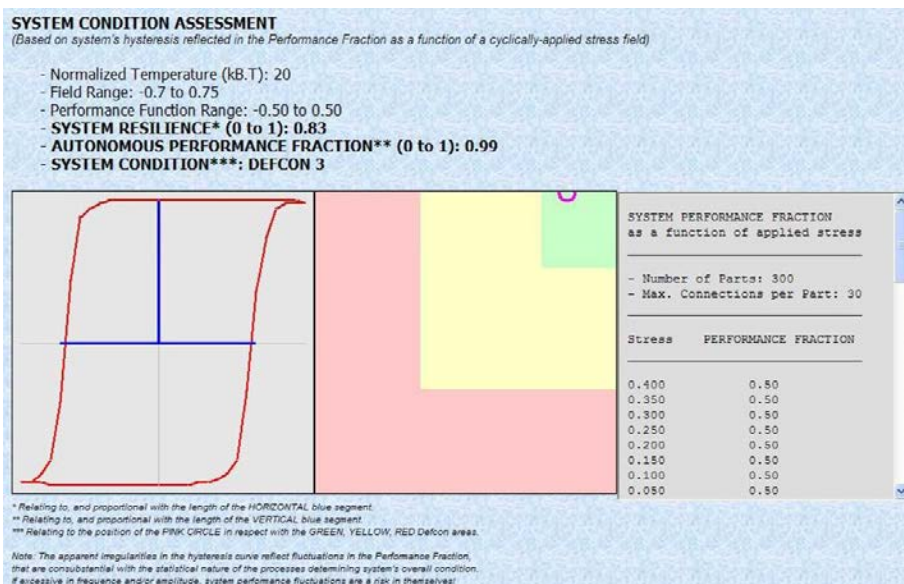 SYSTEM CONDITION ASSESSMENT
(Based on system's hysteresis reflected in the Performance Fraction as a function of a cyclically-applied stress field)
- Normalized Temperature (kB.T): 20
- Field Range: -0.7 to 0.75
- Performance Function Range: -0.50 to 0.50
- SYSTEM RESILIENCE* (0 to 1): 0.83
- AUTONOMOUS PERFORMANCE FRACTION** (0 to 1): 0.99
- SYSTEM CONDITION***: DEFCON 3
SYSTEM PERFORMANCE FRACTION
as a function of applied stress
- Number of Parts: 300
- Max. Connections per Part: 30
Stress PERFORMANCE FRACTION
0.400 0.50
0.350 0.50
0.300 0.50
0.250 0.50
0.200 0.50
0.150 0.50
0.100 0.50
0.050 0.50
* Relating to, and proportional with the length of the HORIZONTAL blue segment.
** Relating to, and proportional with the length of the VERTICAL blue segment.
*** Relating to the position of the PINK CIRCLE in respect with the GREEN, YELLOW, RED Defcon areas.
Note: The apparent irregularities in the hysteresis curve reflect fluctuations in the Performance Fraction,
that are consubstantial with the statistical nature of the processes determining system's overall condition.
If excessive in frequence and/or amplitude, system performance fluctuations are a risk in themselves!